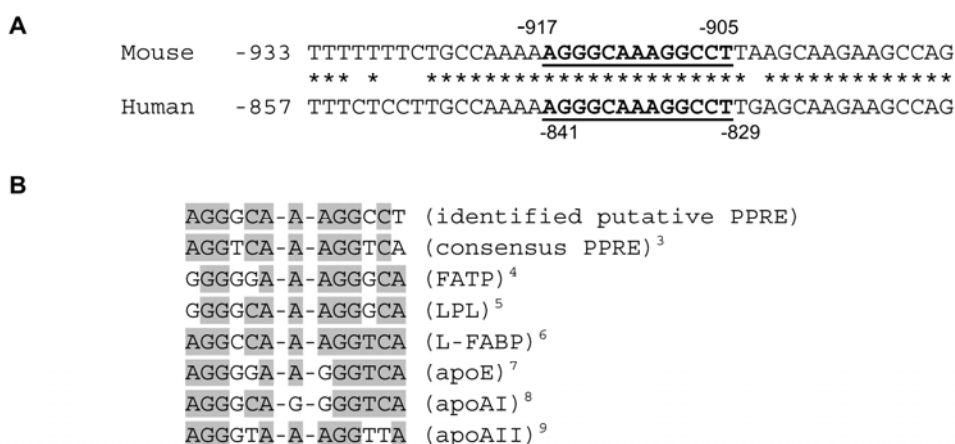 A
-917 -905
Mouse -933 TTTTTTTCTGCCAAAAAGGGCAAAGGCCTTAAGCAAGAAGCCAG
*** * ****************** ***********
Human -857 TTTCTCCTTGCCAAAAAGGGCAAAGGCCTTGAGCAAGAAGCCAG
-841 -829
B
AGGGCA-A-AGGCCT (identified putative PPRE)
AGGTCA-A-AGGTCA (consensus PPRE)3
GGGGGA-A-AGGGCA (FATP)4
GGGGCA-A-AGGGCA (LPL)5
AGGCCA-A-AGGTCA (L-FABP)6
AGGGGA-A-GGGTCA (apoE)7
AGGGCA-G-GGGTCA (apoAI)8
AGGGTA-A-AGGTTA (apoAII)9